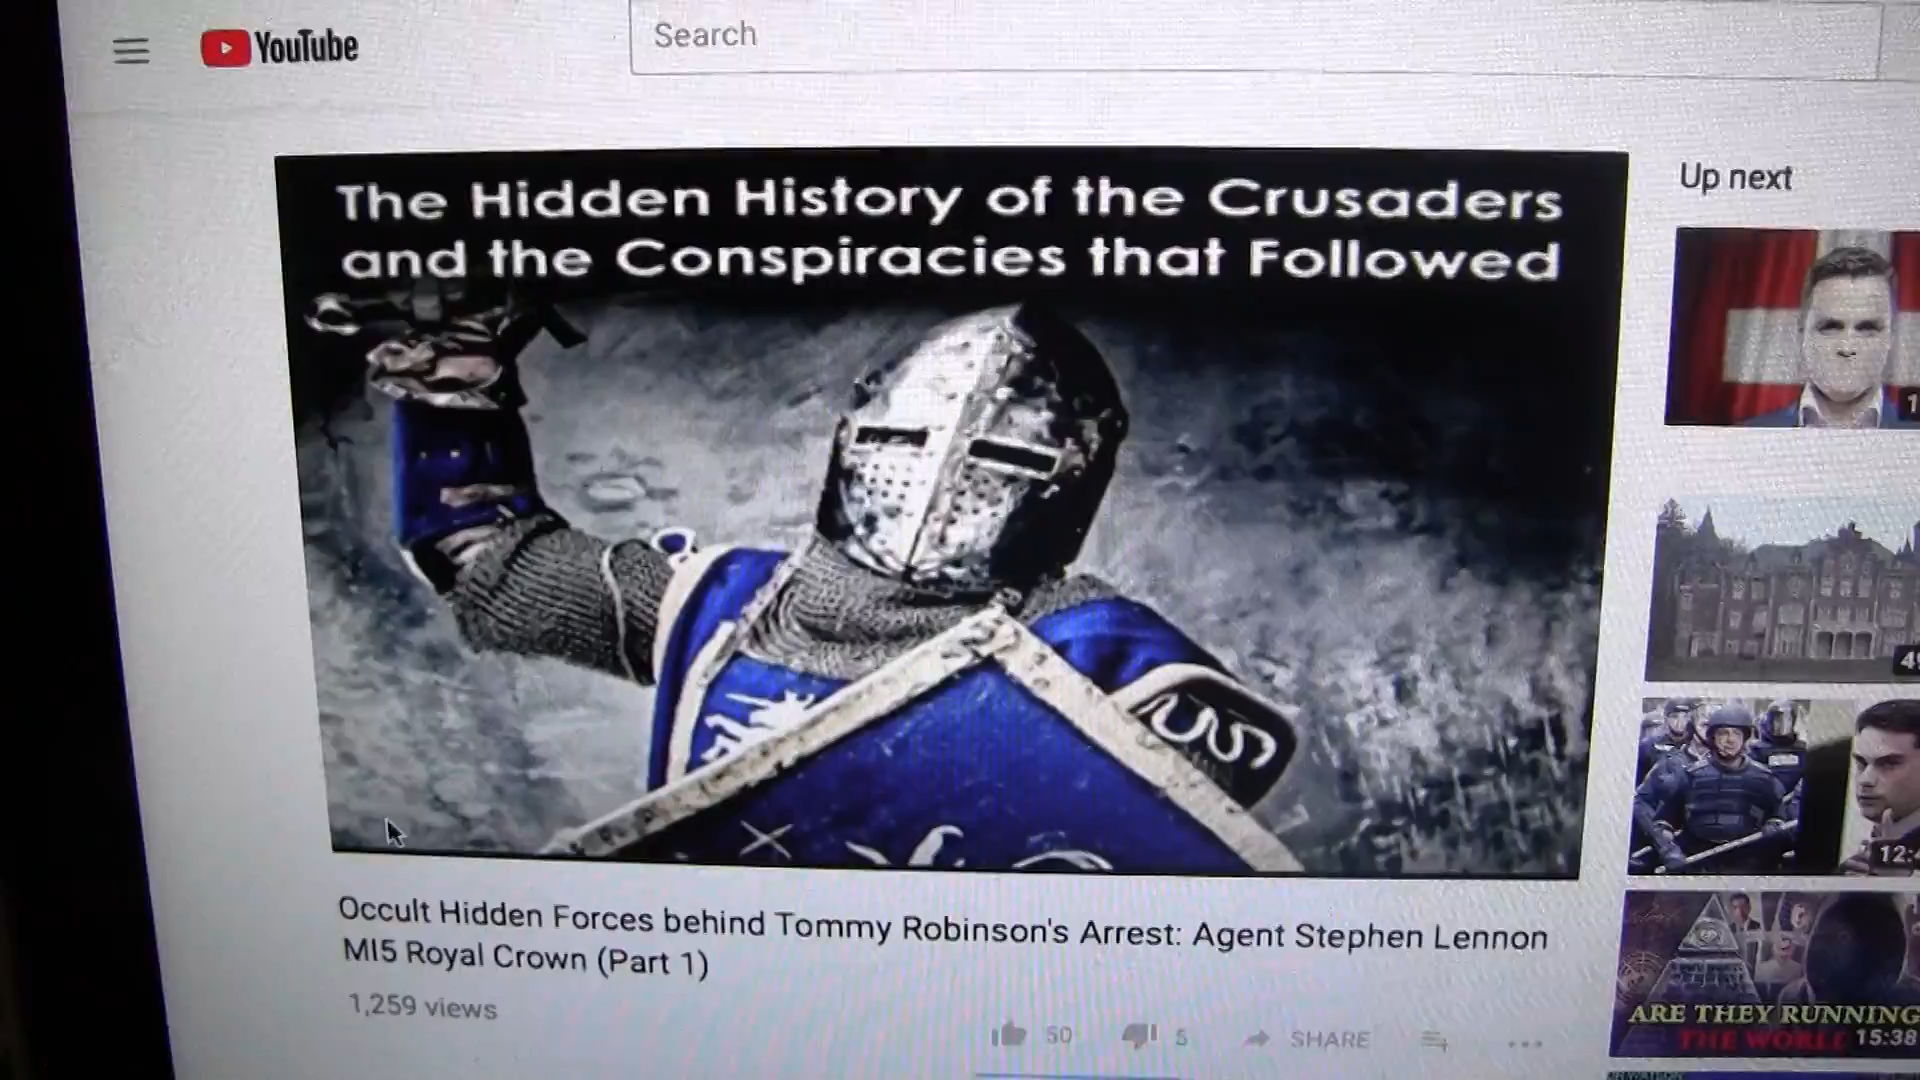 YouTube
Search
The Hidden History of the Crusaders
and the Conspiracies that Followed
Up next
Occult Hidden Forces behind Tommy Robinson's Arrest: Agent Stephen Lennon
MI5 Royal Crown (Part 1)
1,259 views
50
5
SHARE
12:
ARE THEY RUNNING
THE WORLD
15:38